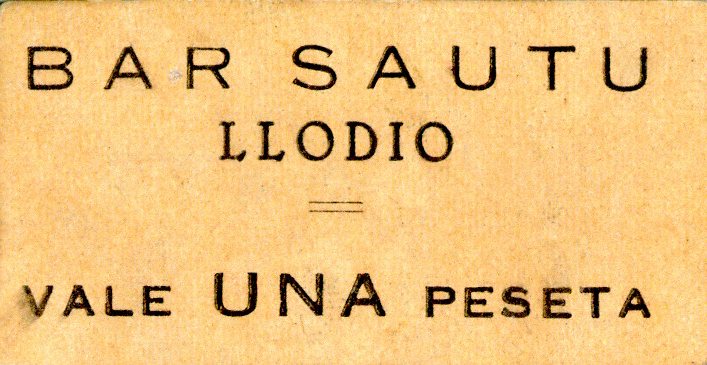 BAR SAUTU
LLODIO
VALE UNA PESETA